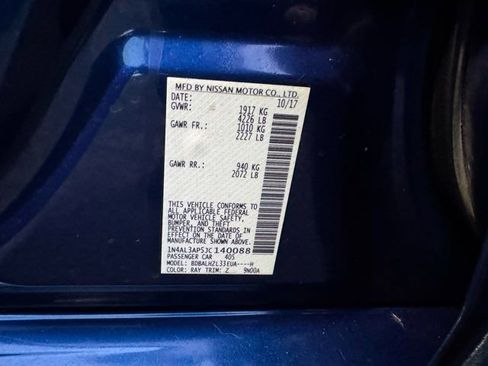 MFD BY NISSAN MOTOR CO., LTD.
DATE: 10/17
GVWR: 1917 KG
4226 LB
GAWR FR.: 1010 KG
2227 LB
GAWR RR.: 940 KG
2072 LB
THIS VEHICLE CONFORMS TO
ALL APPLICABLE FEDERAL
MOTOR VEHICLE SAFETY,
BUMPER, AND THEFT
PREVENTION STANDARDS IN
EFFECT ON THE DATE OF
MANUFACTURE SHOWN ABOVE.
1N4AL3AP5JC140088
PASSENGER CAR 405
MODEL: BDBALHZL33EUA----H
COLOR: RAY TRIM: Z 9N00A